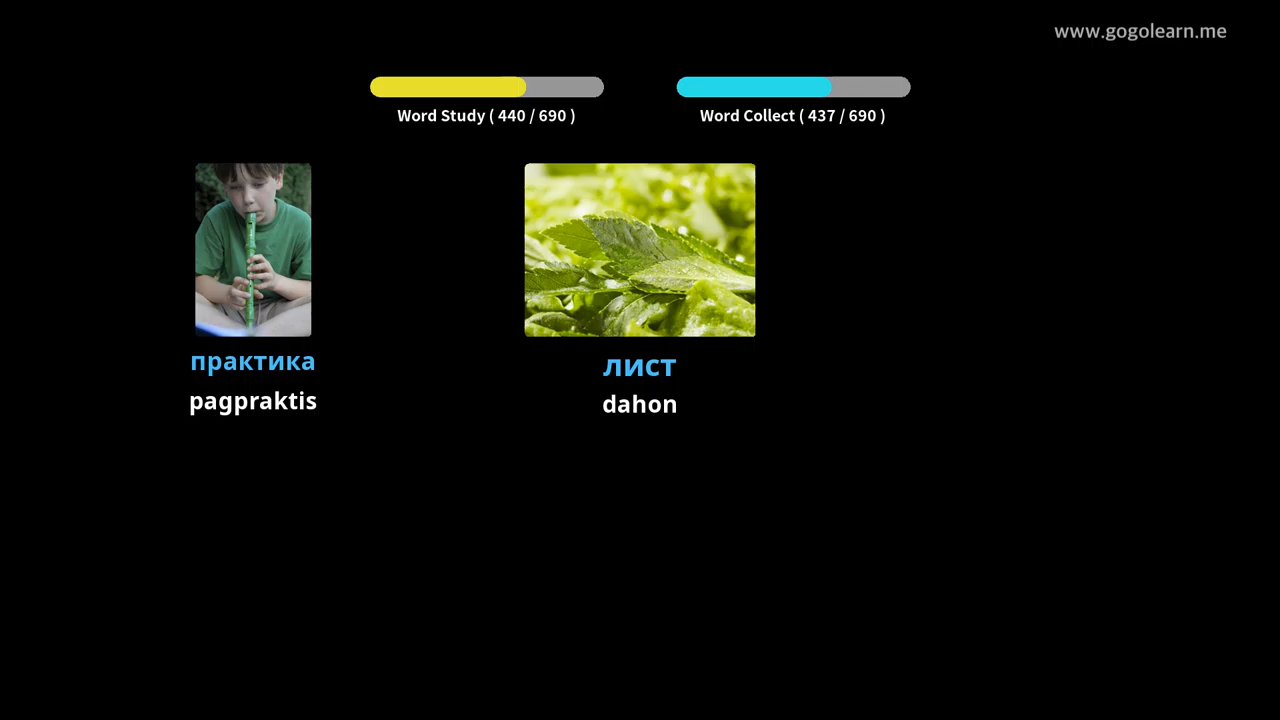 www.gogolearn.me
Word Study ( 440 / 690 )
Word Collect ( 437 / 690 )
практика
pagpraktis
лист
dahon